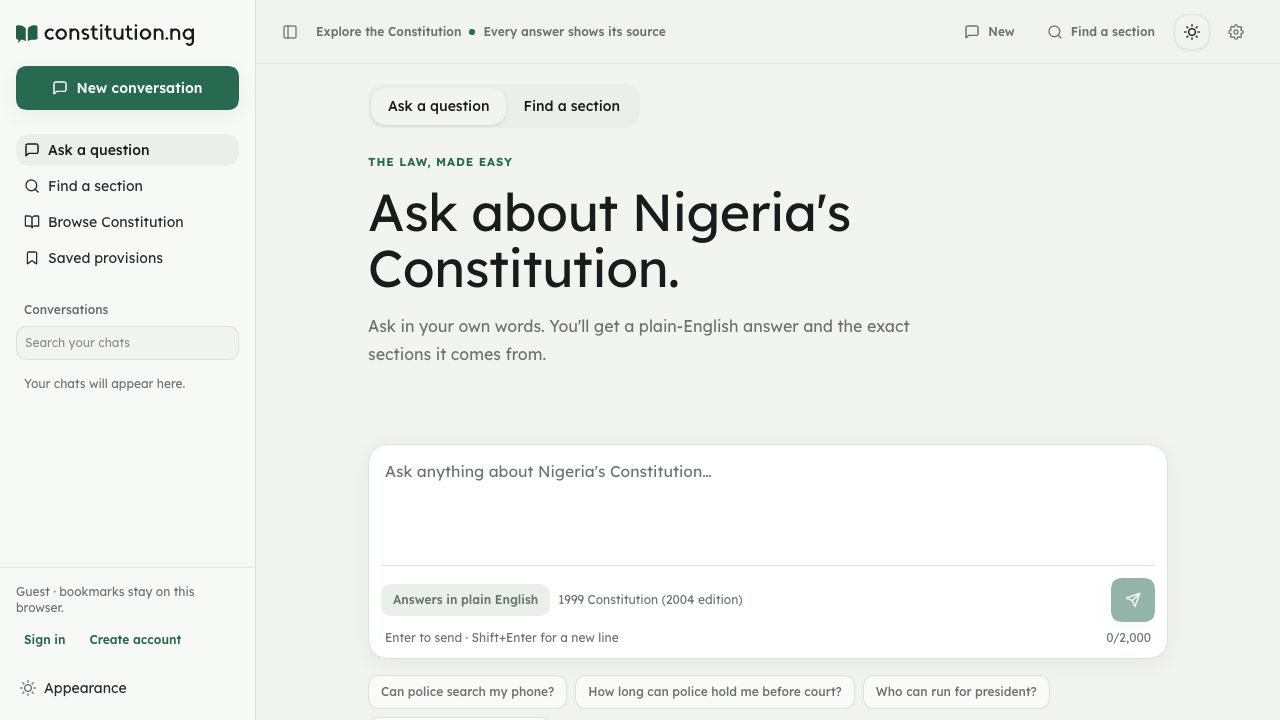 constitution.ng
New conversation
Ask a question
Find a section
Browse Constitution
Saved provisions
Conversations
Search your chats
Your chats will appear here.
Guest · bookmarks stay on this
browser.
Sign in
Create account
Appearance
Explore the Constitution • Every answer shows its source
New
Find a section
Ask a question
Find a section
THE LAW, MADE EASY
Ask about Nigeria's
Constitution.
Ask in your own words. You'll get a plain-English answer and the exact
sections it comes from.
Ask anything about Nigeria's Constitution…
Answers in plain English
1999 Constitution (2004 edition)
Enter to send · Shift+Enter for a new line
0/2,000
Can police search my phone?
How long can police hold me before court?
Who can run for president?